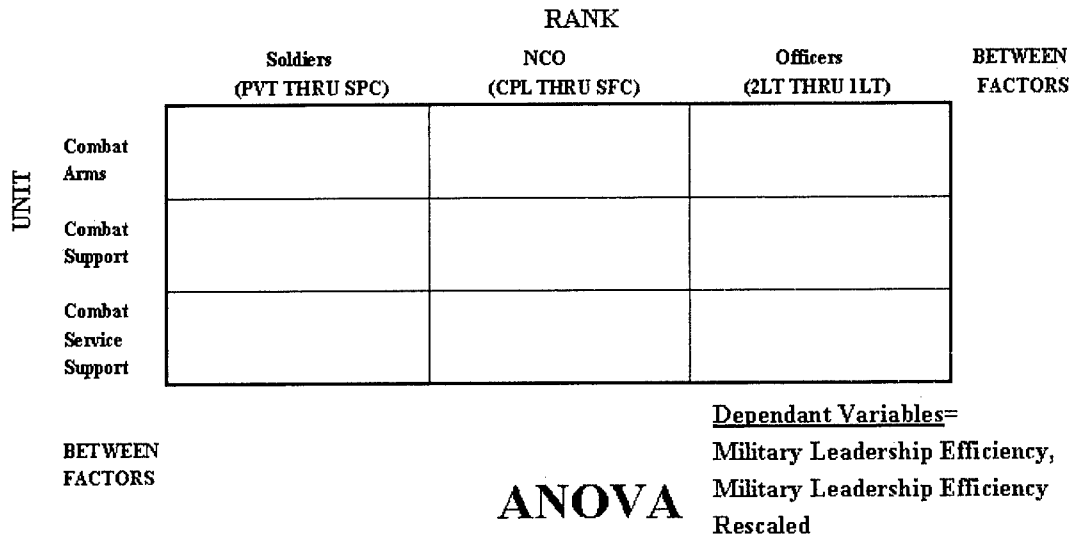 RANK
Soldiers
(PVT THRU SPC)
NCO
(CPL THRU SFC)
Officers
(2LT THRU 1LT)
BETWEEN
FACTORS
UNIT
Combat
Arms
Combat
Support
Combat
Service
Support
BETWEEN
FACTORS
ANOVA
Dependant Variables=
Military Leadership Efficiency,
Military Leadership Efficiency
Rescaled